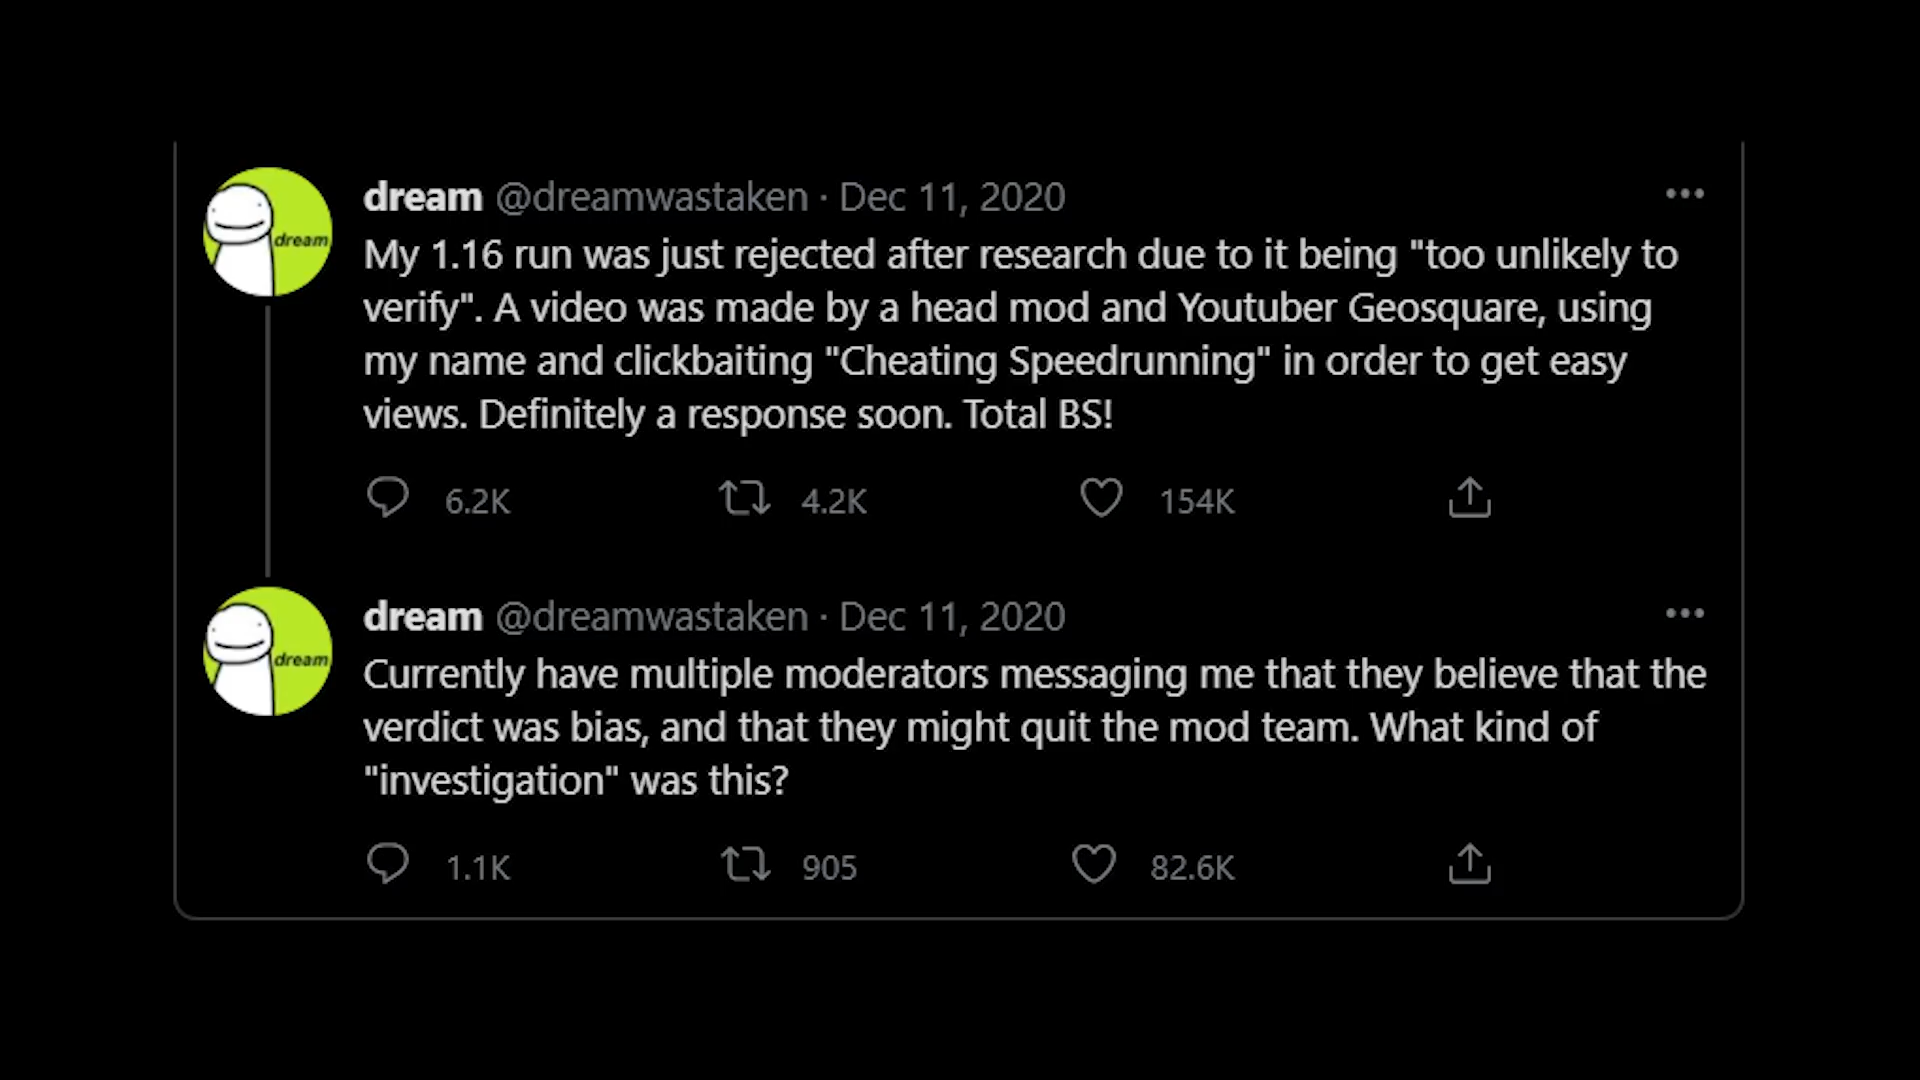 dream @dreamwastaken · Dec 11, 2020
dream
My 1.16 run was just rejected after research due to it being "too unlikely to
verify". A video was made by a head mod and Youtuber Geosquare, using
my name and clickbaiting "Cheating Speedrunning" in order to get easy
views. Definitely a response soon. Total BS!
6.2K 4.2K 154K
dream @dreamwastaken · Dec 11, 2020
dream
Currently have multiple moderators messaging me that they believe that the
verdict was bias, and that they might quit the mod team. What kind of
"investigation" was this?
1.1K 905 82.6K